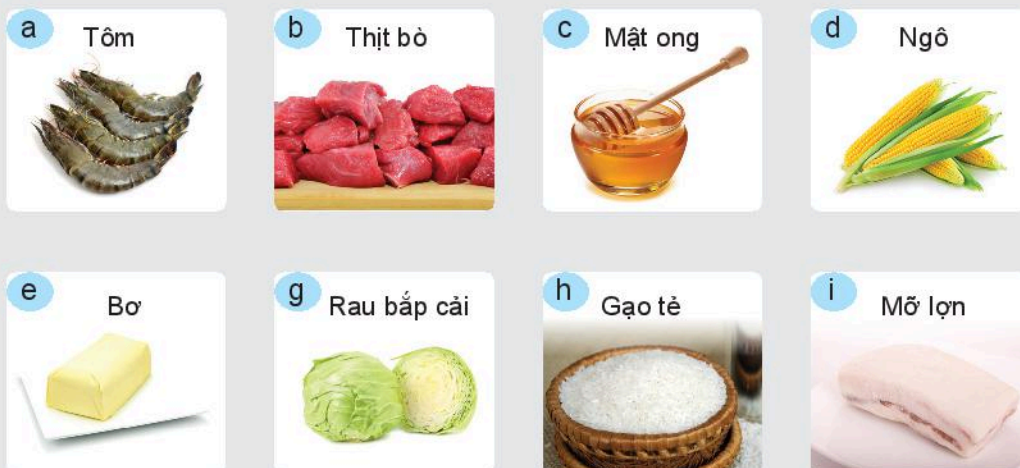 a Tôm
b Thịt bò
c Mật ong
d Ngô
e Bơ
g Rau bắp cải
h Gạo tẻ
i Mỡ lợn